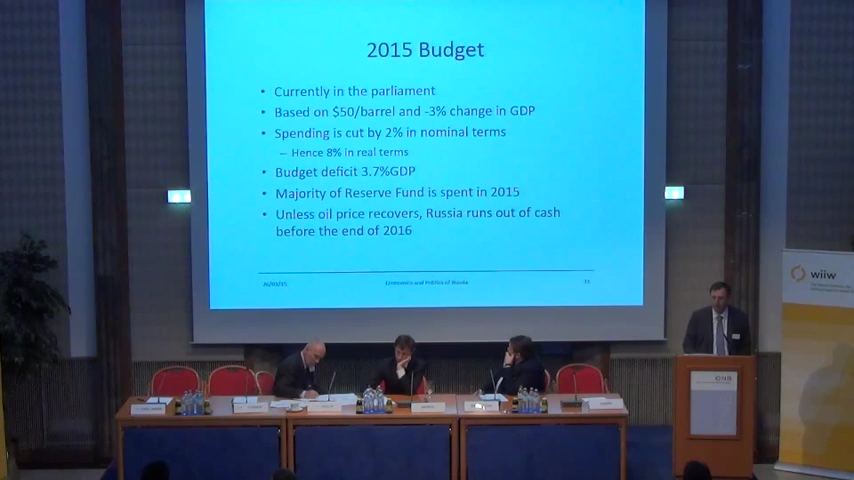 2015 Budget
• Currently in the parliament
• Based on $50/barrel and -3% change in GDP
• Spending is cut by 2% in nominal terms
– Hence 8% in real terms
• Budget deficit 3.7%GDP
• Majority of Reserve Fund is spent in 2015
• Unless oil price recovers, Russia runs out of cash
before the end of 2016
Economics and Politics of Russia
wiiw